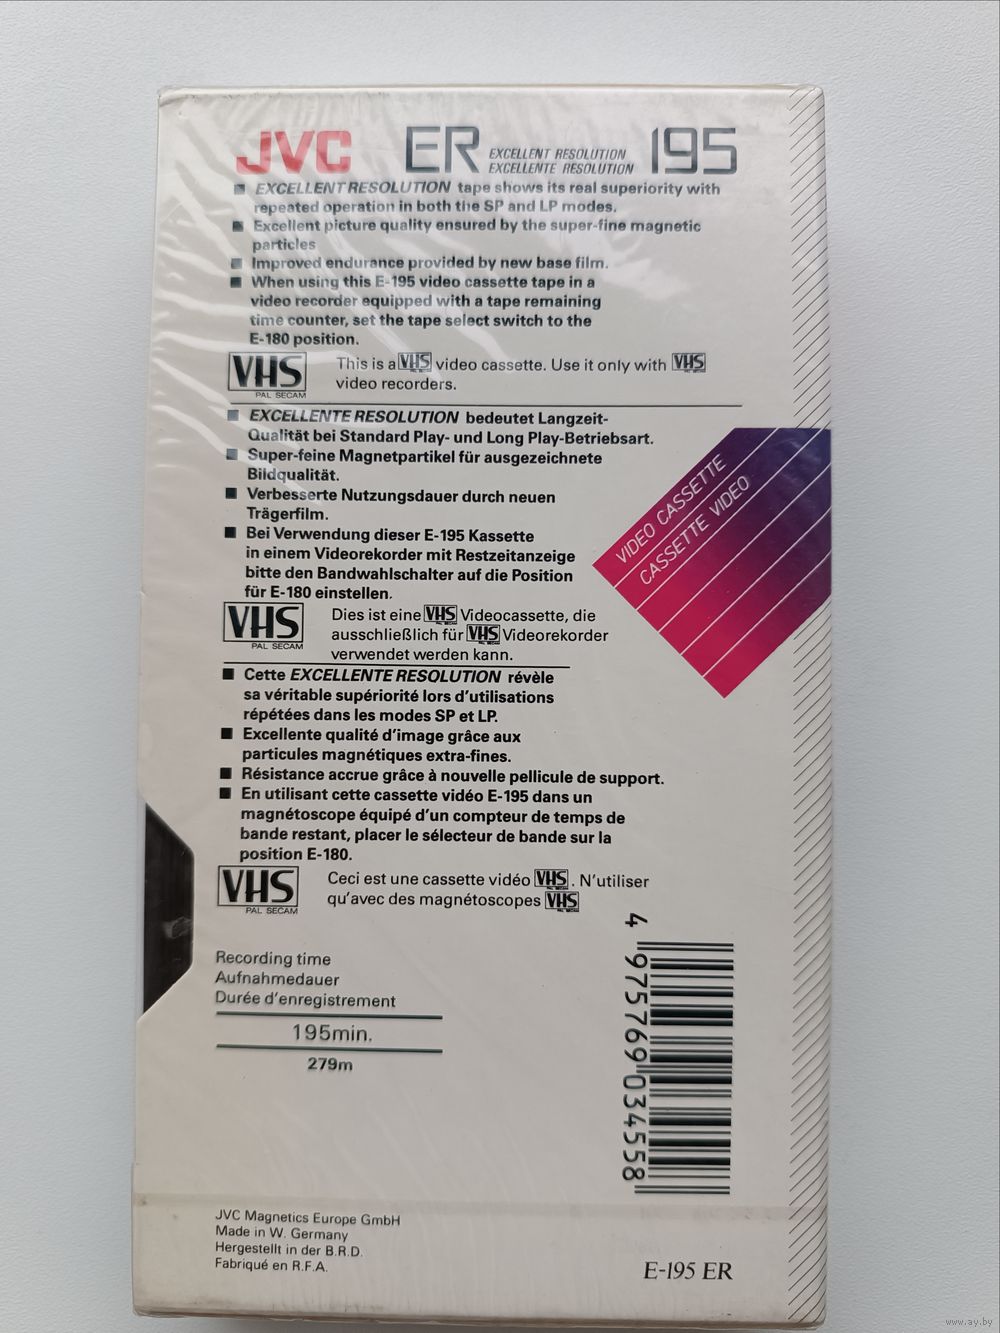 JVC ER EXCELLENT RESOLUTION 195
EXCELLENTE RESOLUTION
■ EXCELLENT RESOLUTION tape shows its real superiority with
repeated operation in both the SP and LP modes.
■ Excellent picture quality ensured by the super-fine magnetic
particles
■ Improved endurance provided by new base film.
■ When using this E-195 video cassette tape in a
video recorder equipped with a tape remaining
time counter, set the tape select switch to the
E-180 position.
VHS PAL SECAM
This is a VHS video cassette. Use it only with VHS
video recorders.
■ EXCELLENTE RESOLUTION bedeutet Langzeit-
Qualität bei Standard Play- und Long Play-Betriebsart.
■ Super-feine Magnetpartikel für ausgezeichnete
Bildqualität.
■ Verbesserte Nutzungsdauer durch neuen
Trägerfilm.
■ Bei Verwendung dieser E-195 Kassette
in einem Videorekorder mit Restzeitanzeige
bitte den Bandwahlschalter auf die Position
für E-180 einstellen.
VHS PAL SECAM
Dies ist eine VHS Videocassette, die
ausschließlich für VHS Videorekorder
verwendet werden kann.
VIDEO CASSETTE
CASSETTE VIDEO
■ Cette EXCELLENTE RESOLUTION révèle
sa véritable supériorité lors d'utilisations
répétées dans les modes SP et LP.
■ Excellente qualité d'image grâce aux
particules magnétiques extra-fines.
■ Résistance accrue grâce à nouvelle pellicule de support.
■ En utilisant cette cassette vidéo E-195 dans un
magnétoscope équipé d'un compteur de temps de
bande restant, placer le sélecteur de bande sur la
position E-180.
VHS PAL SECAM
Ceci est une cassette vidéo VHS. N'utiliser
qu'avec des magnétoscopes VHS
Recording time
Aufnahmedauer
Durée d'enregistrement
195min.
279m
4 975769 034558
JVC Magnetics Europe GmbH
Made in W. Germany
Hergestellt in der B.R.D.
Fabriqué en R.F.A.
E-195 ER
www.ay.by